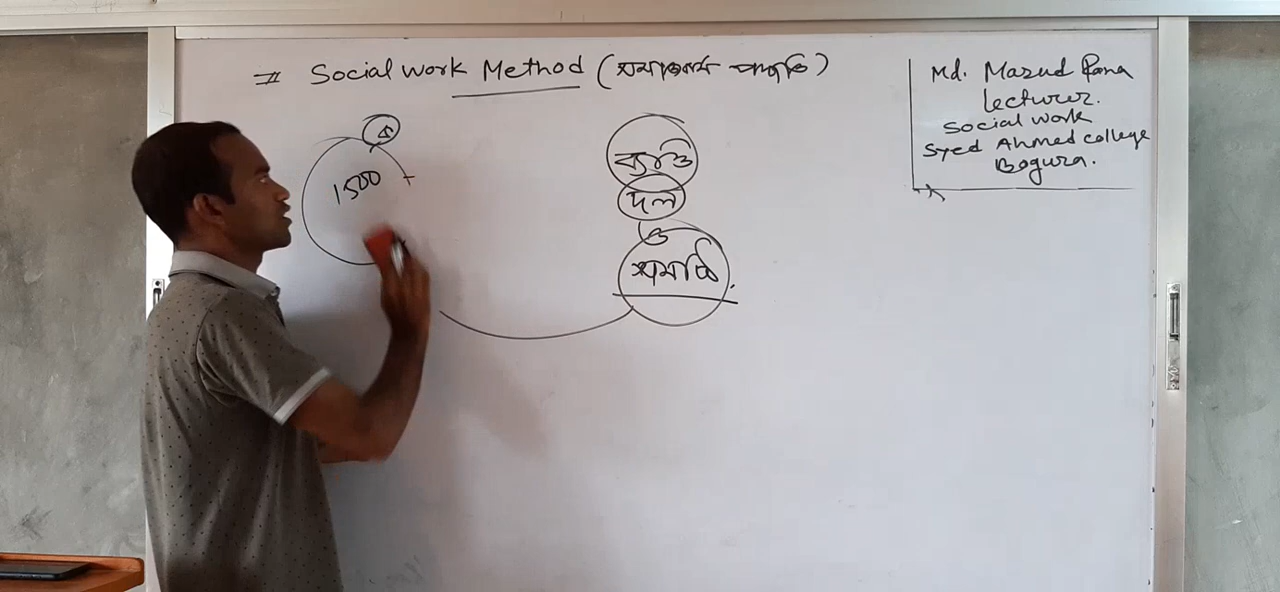 # Social Work Method (সমাজকর্ম পদ্ধতি)
Md. Masud Rana
Lecturer.
Social work
Syed Ahmed college
Bogura.
1500
ব্যক্তি
দল
ও
সমষ্টি